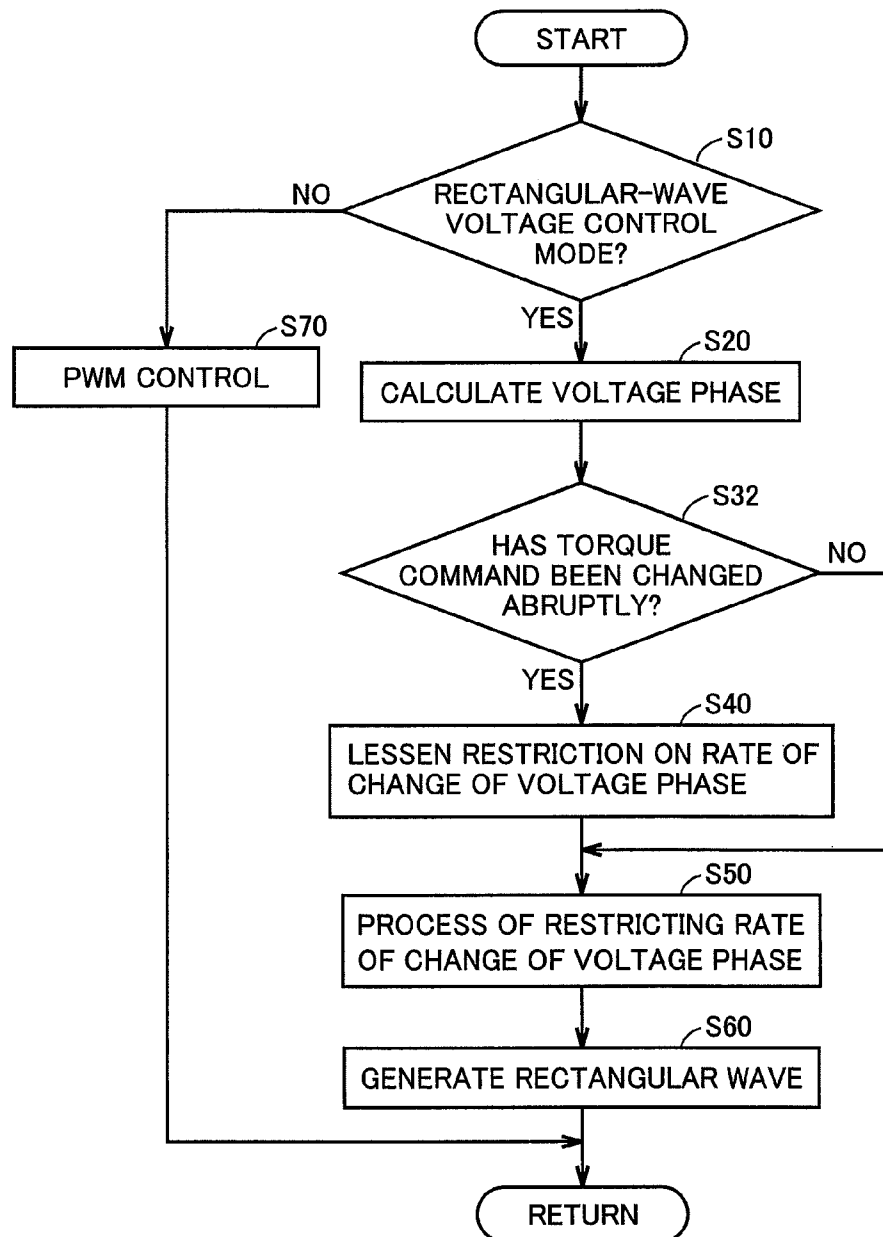 START
S10
RECTANGULAR-WAVE
VOLTAGE CONTROL
MODE?
NO
YES
S70
PWM CONTROL
S20
CALCULATE VOLTAGE PHASE
S32
HAS TORQUE
COMMAND BEEN CHANGED
ABRUPTLY?
NO
YES
S40
LESSEN RESTRICTION ON RATE OF
CHANGE OF VOLTAGE PHASE
S50
PROCESS OF RESTRICTING RATE
OF CHANGE OF VOLTAGE PHASE
S60
GENERATE RECTANGULAR WAVE
RETURN